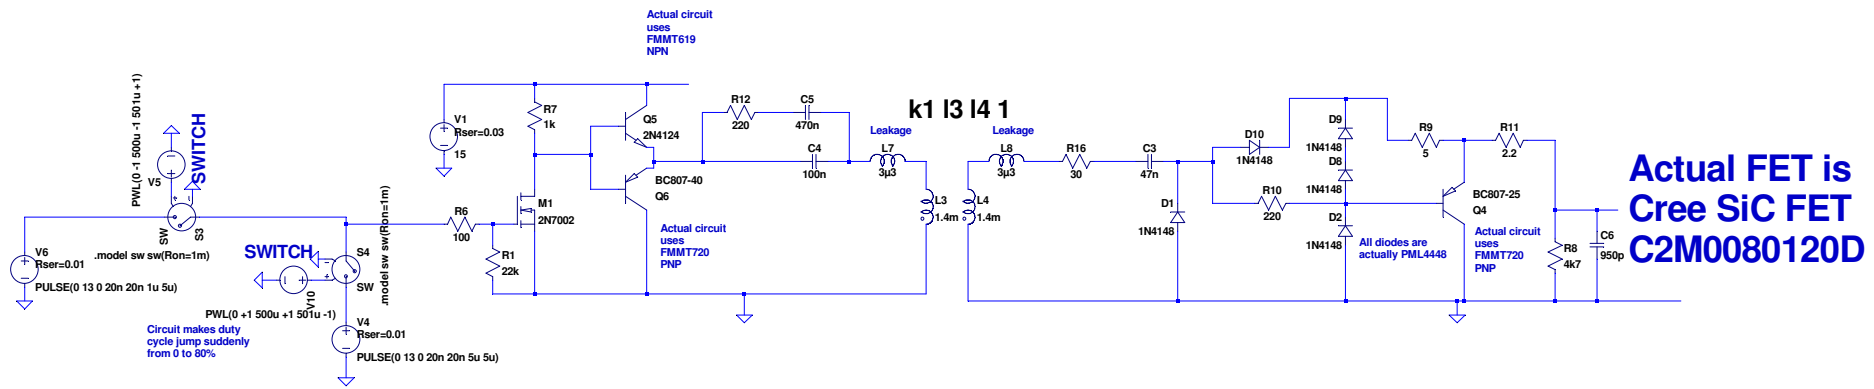 Actual circuit
uses
FMMT619
NPN
PWL(0 -1 500u -1 501u +1)
V5
SWITCH
SW
S3
.model sw sw(Ron=1m)
V6
Rser=0.01
PULSE(0 13 0 20n 20n 1u 5u)
SWITCH
S4
SW
.model sw sw(Ron=1m)
V10
PWL(0 +1 500u +1 501u -1)
Circuit makes duty
cycle jump suddenly
from 0 to 80%
V4
Rser=0.01
PULSE(0 13 0 20n 20n 5u 5u)
R6
100
R1
22k
V1
Rser=0.03
15
R7
1k
M1
2N7002
Q5
2N4124
BC807-40
Q6
Actual circuit
uses
FMMT720
PNP
R12
220
C5
470n
C4
100n
k1 l3 l4 1
Leakage
L7
3µ3
L3
1.4m
Leakage
L8
3µ3
L4
1.4m
R16
30
C3
47n
D1
1N4148
D10
1N4148
R10
220
D9
1N4148
D8
1N4148
D2
1N4148
All diodes are
actually PML4448
R9
5
R11
2.2
BC807-25
Q4
Actual circuit
uses
FMMT720
PNP
R8
4k7
C6
950p
Actual FET is
Cree SiC FET
C2M0080120D